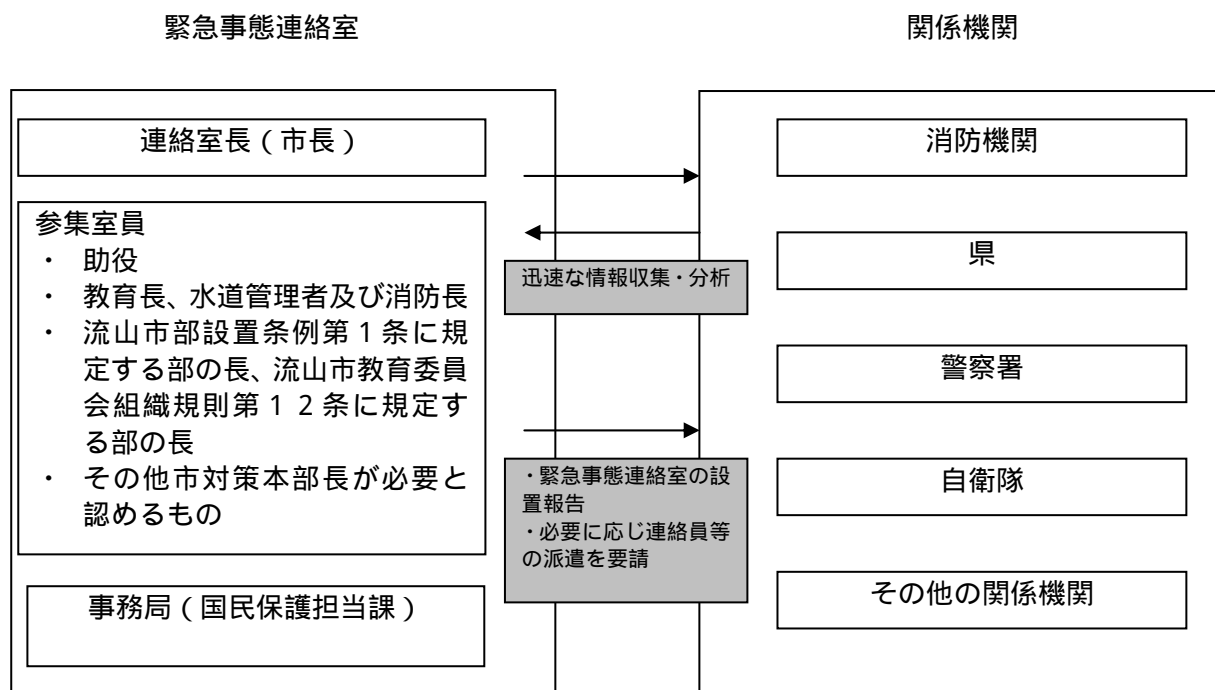 緊急事態連絡室
関係機関
連絡室長（市長）
参集室員
・ 助役
・ 教育長、水道管理者及び消防長
・ 流山市部設置条例第１条に規
定する部の長、流山市教育委員
会組織規則第１２条に規定す
る部の長
・ その他市対策本部長が必要と
認めるもの
事務局（国民保護担当課）
迅速な情報収集・分析
・緊急事態連絡室の設
置報告
・必要に応じ連絡員等
の派遣を要請
消防機関
県
警察署
自衛隊
その他の関係機関